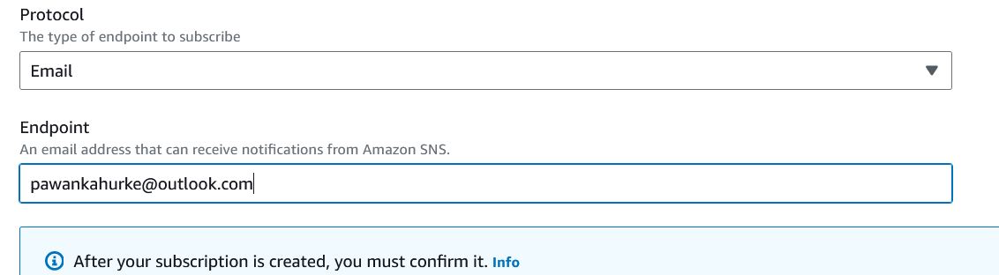 Protocol
The type of endpoint to subscribe
Email
Endpoint
An email address that can receive notifications from Amazon SNS.
pawankahurke@outlook.com
After your subscription is created, you must confirm it. Info